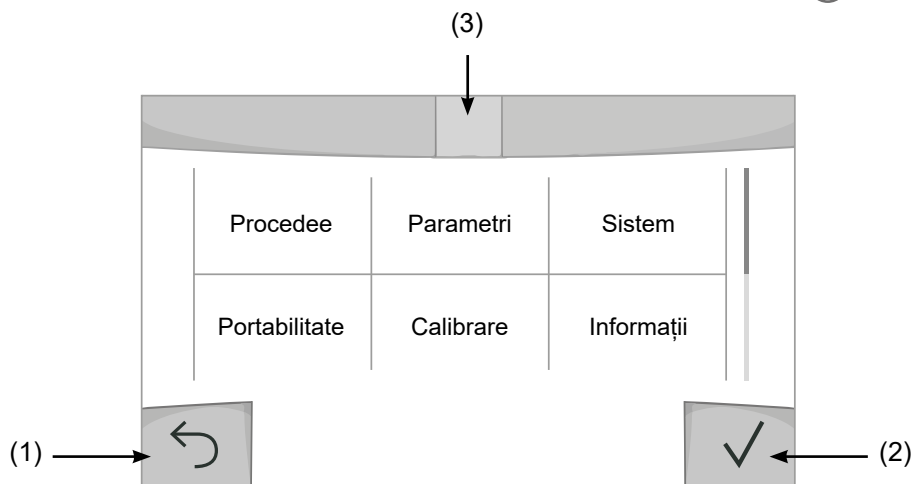 (3)
Procedee Parametri Sistem
Portabilitate Calibrare Informații
(1) (2)